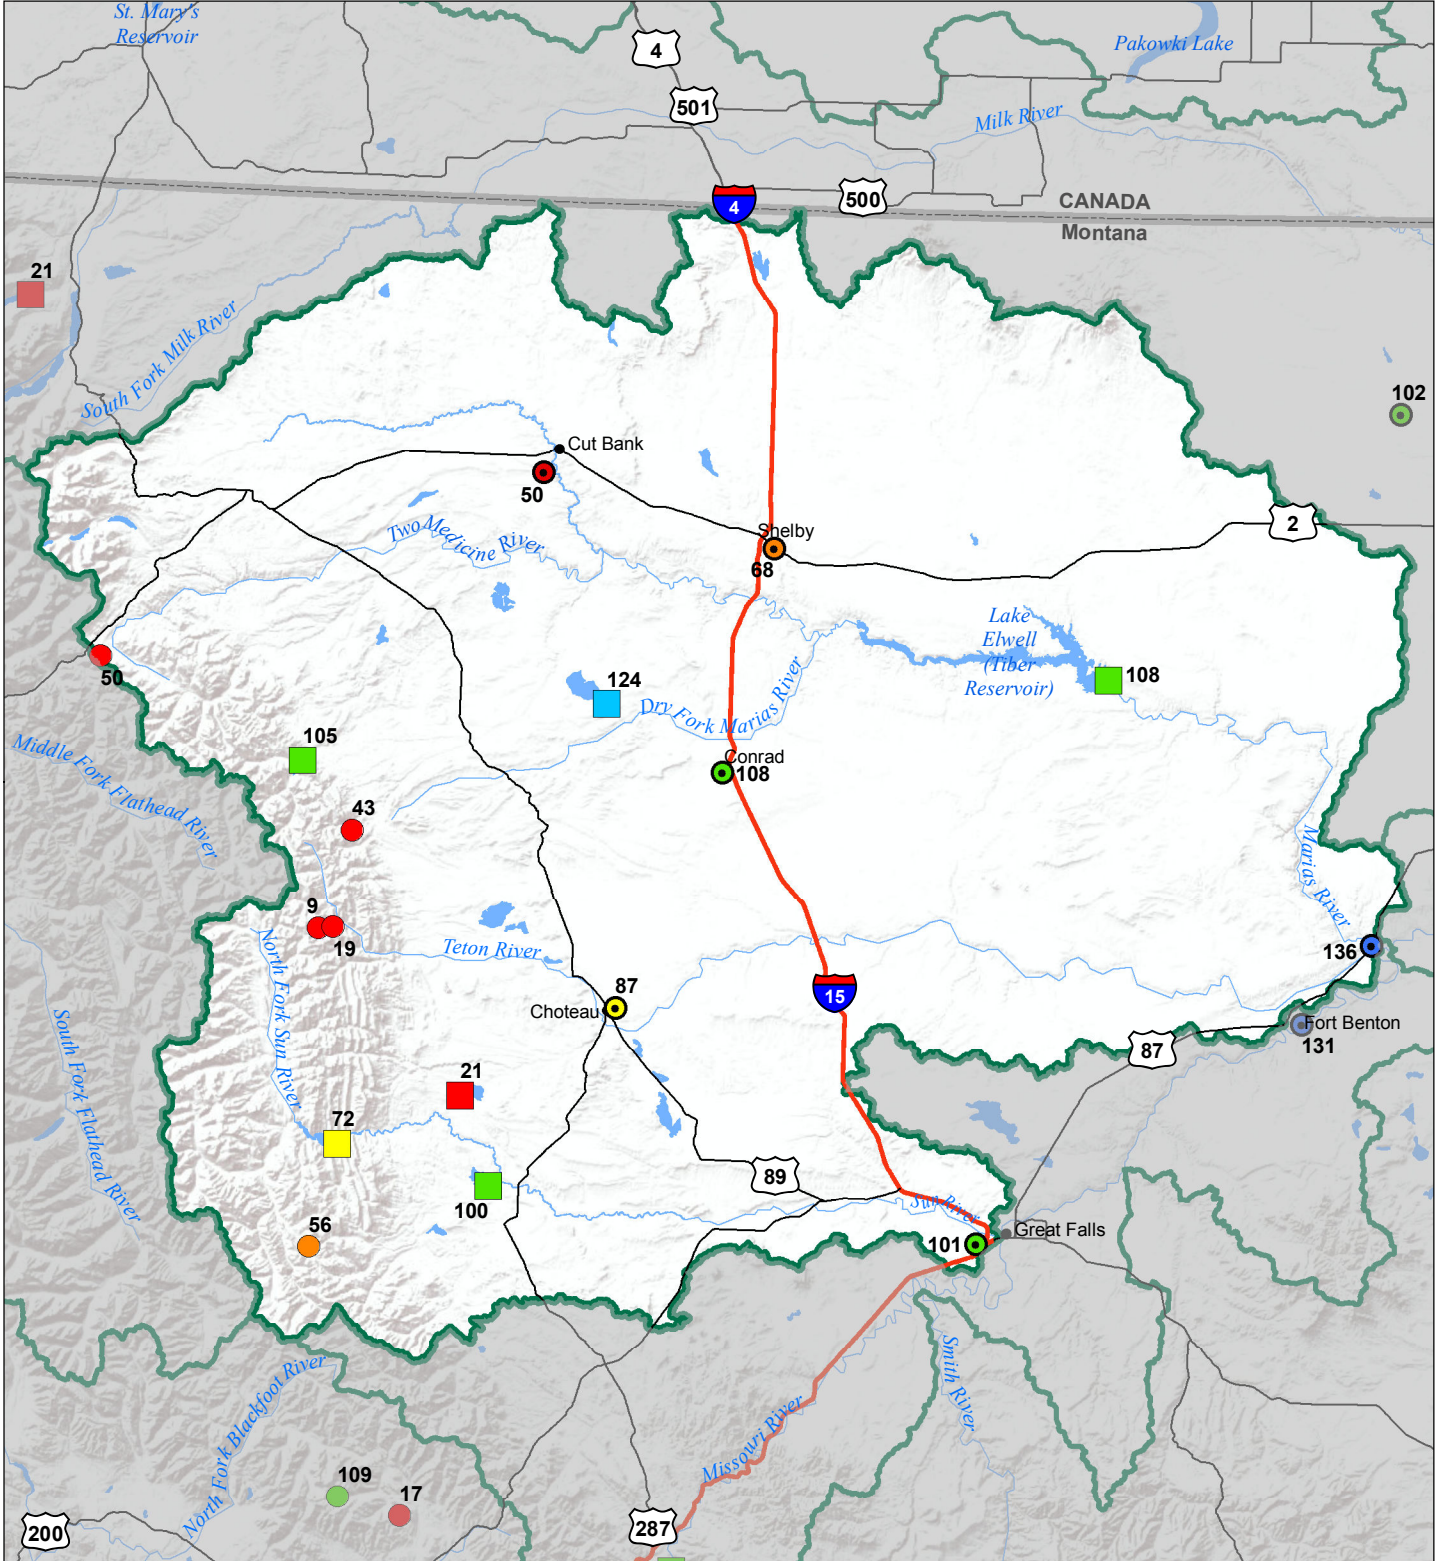 St. Mary's
Reservoir
4
Pakowki Lake
501
Milk River
4
500
CANADA
Montana
21
South Fork Milk River
102
Cut Bank
50
2
Two Medicine River
Shelby
68
Lake
Elwell
(Tiber
Reservoir)
50
108
124
Dry Fork Marias River
105
Middle Fork Flathead River
Conrad
108
43
Marias River
9
19
North Fork Sun River
Teton River
136
87
15
Choteau
Fort Benton
131
87
South Fork Flathead River
21
72
89
100
Sun River
56
101
Great Falls
Smith River
North Fork Blackfoot River
Missouri River
109
17
200
287